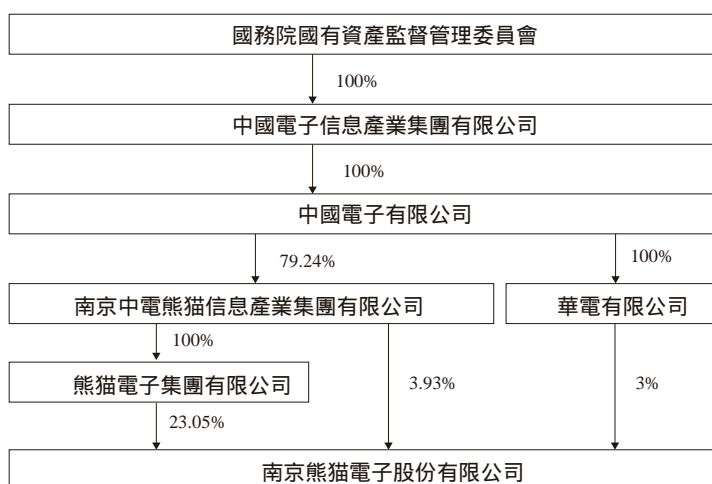 國務院國有資產監督管理委員會
100%
中國電子信息產業集團有限公司
100%
中國電子有限公司
79.24%
100%
南京中電熊猫信息產業集團有限公司
華電有限公司
100%
熊猫電子集團有限公司
3.93%
3%
23.05%
南京熊猫電子股份有限公司